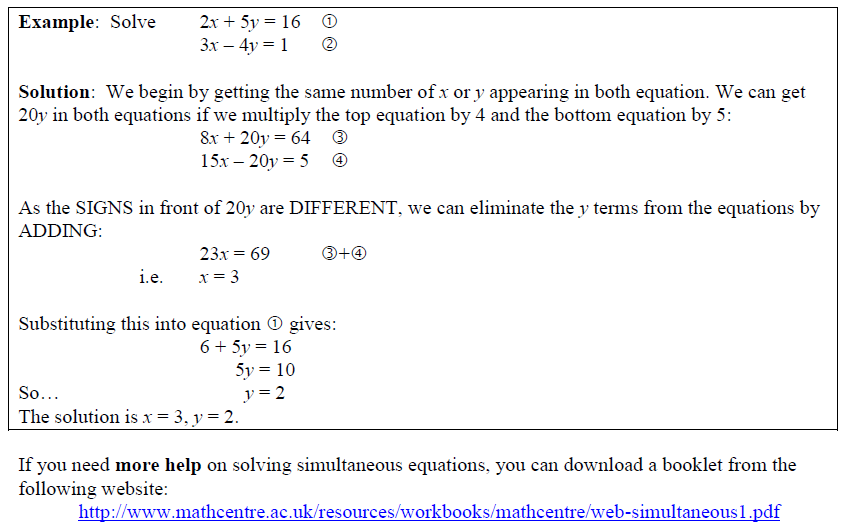 Example: Solve 2x + 5y = 16 ①
3x – 4y = 1 ②
Solution: We begin by getting the same number of x or y appearing in both equation. We can get
20y in both equations if we multiply the top equation by 4 and the bottom equation by 5:
8x + 20y = 64 ③
15x – 20y = 5 ④
As the SIGNS in front of 20y are DIFFERENT, we can eliminate the y terms from the equations by
ADDING:
23x = 69 ③+④
i.e. x = 3
Substituting this into equation ① gives:
6 + 5y = 16
5y = 10
So… y = 2
The solution is x = 3, y = 2.
If you need more help on solving simultaneous equations, you can download a booklet from the
following website:
http://www.mathcentre.ac.uk/resources/workbooks/mathcentre/web-simultaneous1.pdf